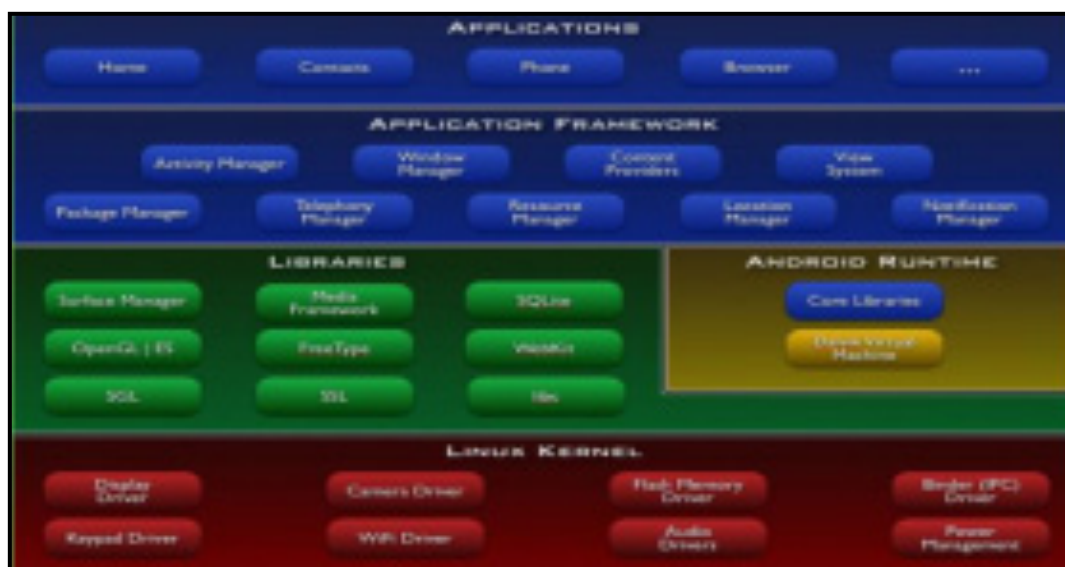 APPLICATIONS
Home
Contacts
Phone
Browser
...
APPLICATION FRAMEWORK
Activity Manager
Window
Manager
Content
Providers
View
System
Package Manager
Telephony
Manager
Resource
Manager
Location
Manager
Notification
Manager
LIBRARIES
Surface Manager
Media
Framework
SQLite
OpenGL | ES
FreeType
WebKit
SGL
SSL
libc
ANDROID RUNTIME
Core Libraries
Dalvik Virtual
Machine
LINUX KERNEL
Display
Driver
Camera Driver
Flash Memory
Driver
Binder (IPC)
Driver
Keypad Driver
WiFi Driver
Audio
Drivers
Power
Management